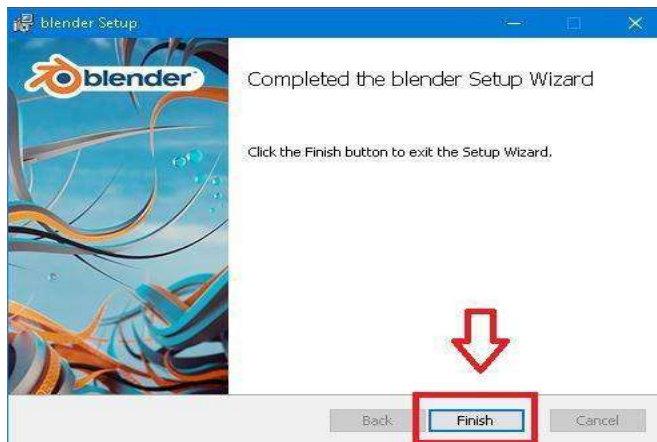 blender Setup
blender
Completed the blender Setup Wizard
Click the Finish button to exit the Setup Wizard.
Back
Finish
Cancel